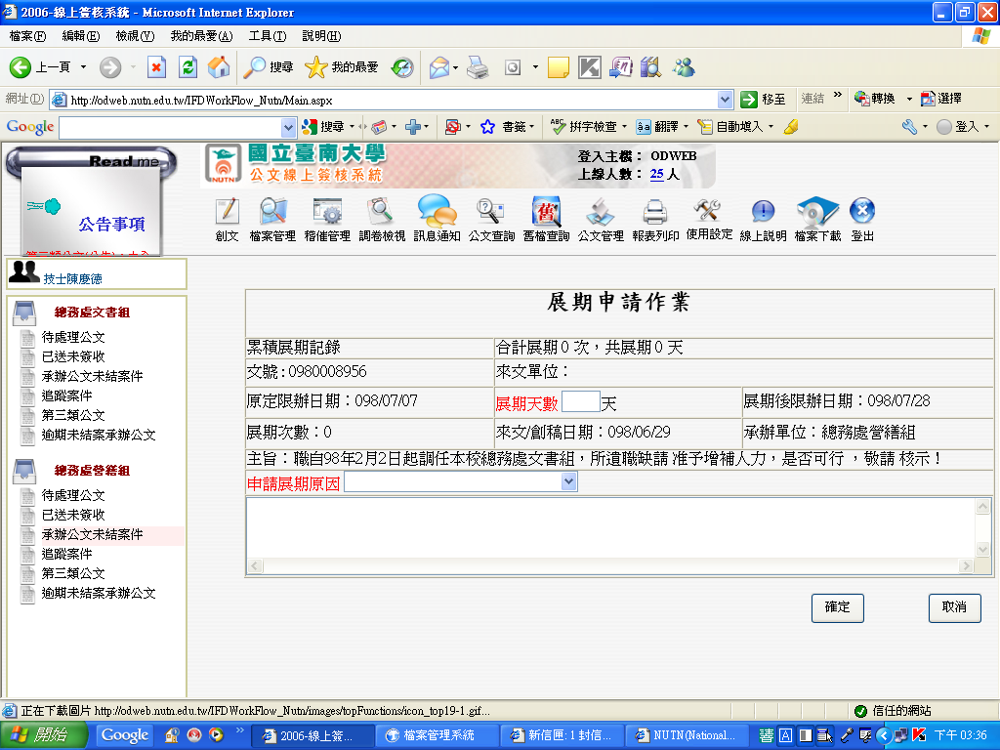 2006-線上簽核系統 - Microsoft Internet Explorer
檔案(F) 編輯(E) 檢視(V) 我的最愛(A) 工具(T) 說明(H)
上一頁 搜尋 我的最愛
網址(D) http://odweb.nutn.edu.tw/IFDWorkFlow_Nutn/Main.aspx 移至 連結 » 轉換 選擇
Google 搜尋 書籤 拼字檢查 翻譯 自動填入 登入
Read me
公告事項
國立臺南大學
公文線上簽核系統
NUTN
登入主機： ODWEB
上線人數： 25 人
創文 檔案管理 稽催管理 調卷檢視 訊息通知 公文查詢 舊檔查詢 公文管理 報表列印 使用設定 線上說明 檔案下載 登出
技士陳慶德
總務處文書組
待處理公文
已送未簽收
承辦公文未結案件
追蹤案件
第三類公文
逾期未結案承辦公文
總務處營繕組
待處理公文
已送未簽收
承辦公文未結案件
追蹤案件
第三類公文
逾期未結案承辦公文
展期申請作業
累積展期記錄 合計展期 0 次，共展期 0 天
文號 : 0980008956 來文單位：
原定限辦日期：098/07/07 展期天數 天 展期後限辦日期：098/07/28
展期次數：0 來文/創稿日期：098/06/29 承辦單位：總務處營繕組
主旨：職自98年2月2日起調任本校總務處文書組，所遺職缺請 准予增補人力，是否可行 ，敬請 核示！
申請展期原因
確定 取消
正在下載圖片 http://odweb.nutn.edu.tw/IFDWorkFlow_Nutn/images/topFunctions/icon_top19-1.gif... 信任的網站
開始 Google » 2006-線上簽... 檔案管理系統 新信匣: 1 封信... NUTN(National... 下午 03:36